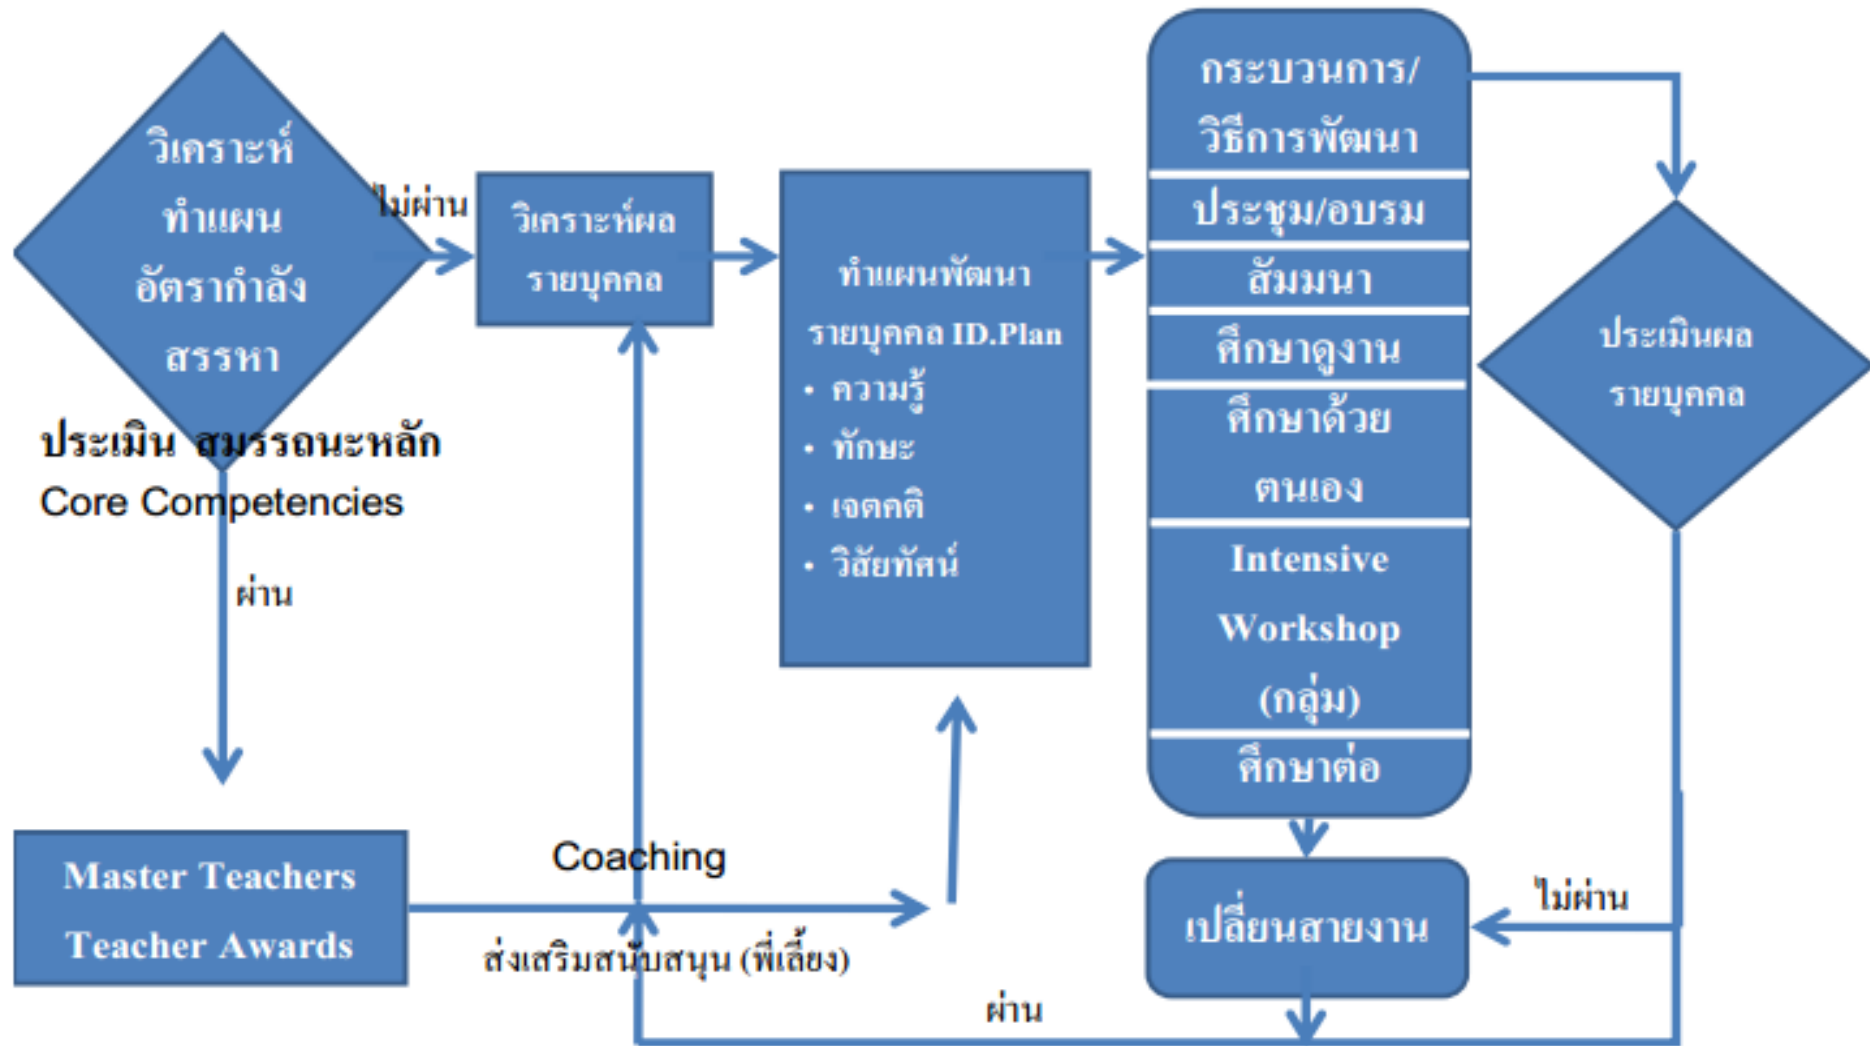 วิเคราะห์
ทำแผน
อัตรากำลัง
สรรหา
ประเมิน สมรรถนะหลัก
Core Competencies
ไม่ผ่าน
ผ่าน
วิเคราะห์ผล
รายบุคคล
ทำแผนพัฒนา
รายบุคคล ID.Plan
• ความรู้
• ทักษะ
• เจตคติ
• วิสัยทัศน์
กระบวนการ/
วิธีการพัฒนา
ประชุม/อบรม
สัมมนา
ศึกษาดูงาน
ศึกษาด้วย
ตนเอง
Intensive
Workshop
(กลุ่ม)
ศึกษาต่อ
ประเมินผล
รายบุคคล
Master Teachers
Teacher Awards
Coaching
ส่งเสริมสนับสนุน (พี่เลี้ยง)
เปลี่ยนสายงาน
ไม่ผ่าน
ผ่าน